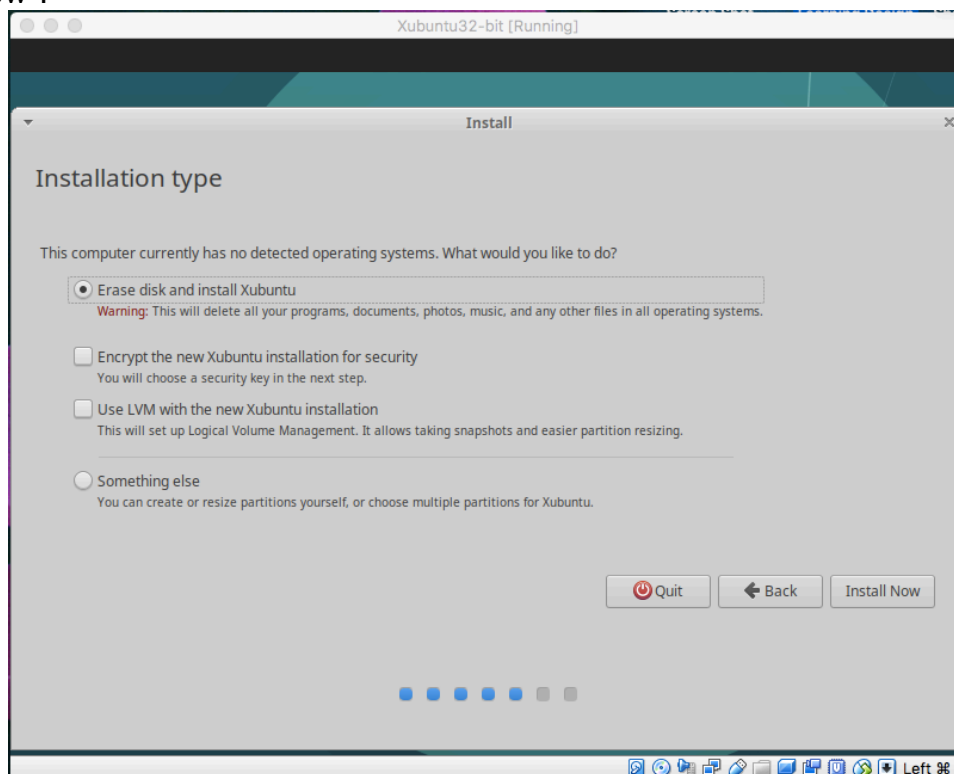 Xubuntu32-bit [Running]
Install
Installation type
This computer currently has no detected operating systems. What would you like to do?
Erase disk and install Xubuntu
Warning: This will delete all your programs, documents, photos, music, and any other files in all operating systems.
Encrypt the new Xubuntu installation for security
You will choose a security key in the next step.
Use LVM with the new Xubuntu installation
This will set up Logical Volume Management. It allows taking snapshots and easier partition resizing.
Something else
You can create or resize partitions yourself, or choose multiple partitions for Xubuntu.
Quit Back Install Now
Left ⌘